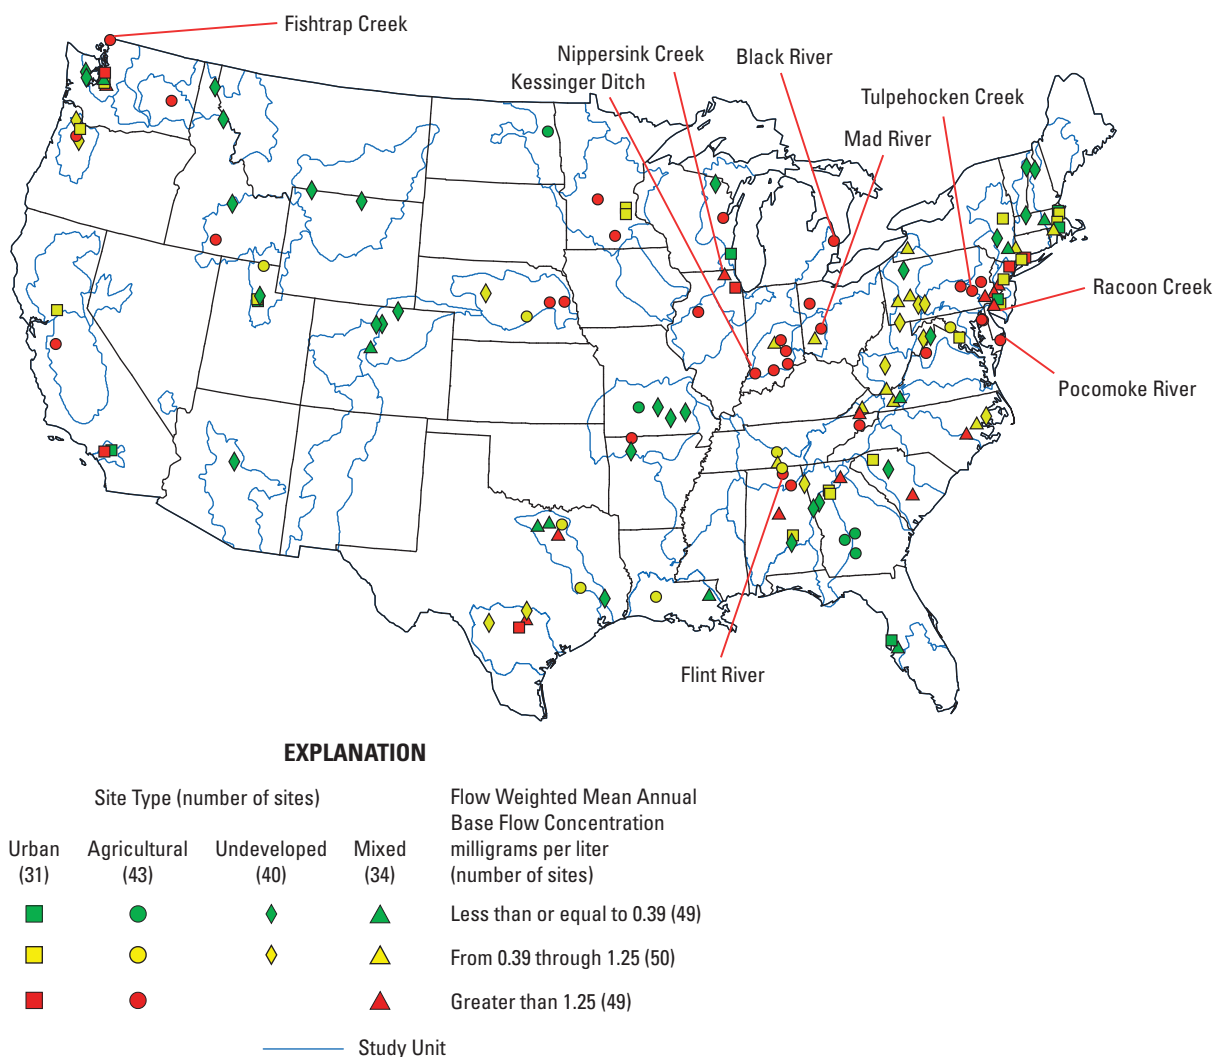 Fishtrap Creek
Nippersink Creek
Black River
Kessinger Ditch
Tulpehocken Creek
Mad River
Racoon Creek
Pocomoke River
Flint River
EXPLANATION
Site Type (number of sites)
Flow Weighted Mean Annual
Base Flow Concentration
milligrams per liter
(number of sites)
Urban
(31)
Agricultural
(43)
Undeveloped
(40)
Mixed
(34)
Less than or equal to 0.39 (49)
From 0.39 through 1.25 (50)
Greater than 1.25 (49)
Study Unit